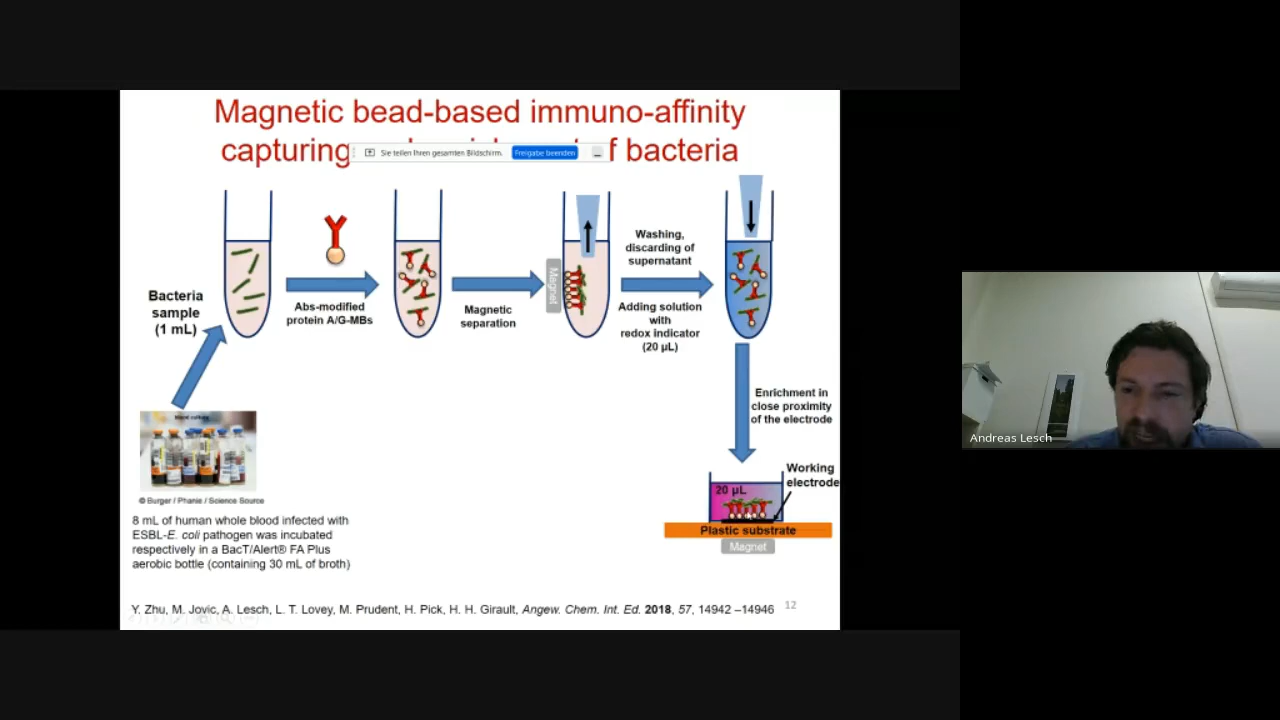 Magnetic bead-based immuno-affinity
capturing f bacteria
Sie teilen Ihren gesamten Bildschirm. Freigabe beenden
Washing,
discarding of
supernatant
Magnet
Bacteria
sample
(1 mL)
Abs-modified
protein A/G-MBs
Magnetic
separation
Adding solution
with
redox indicator
(20 µL)
Enrichment in
close proximity
of the electrode
Andreas Lesch
blood culture
Working
electrode
20 µL
Plastic substrate
Magnet
© Burger / Phanie / Science Source
8 mL of human whole blood infected with
ESBL-E. coli pathogen was incubated
respectively in a BacT/Alert® FA Plus
aerobic bottle (containing 30 mL of broth)
Y. Zhu, M. Jovic, A. Lesch, L. T. Lovey, M. Prudent, H. Pick, H. H. Girault, Angew. Chem. Int. Ed. 2018, 57, 14942 –14946
12